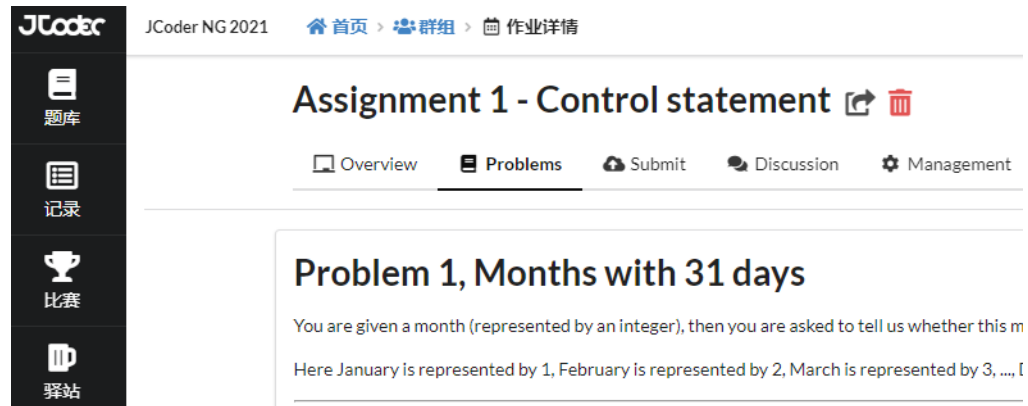 JCoder
JCoder NG 2021
首页 > 群组 > 作业详情
题库
记录
比赛
驿站
Assignment 1 - Control statement
Overview Problems Submit Discussion Management
Problem 1, Months with 31 days
You are given a month (represented by an integer), then you are asked to tell us whether this
Here January is represented by 1, February is represented by 2, March is represented by 3, ...,